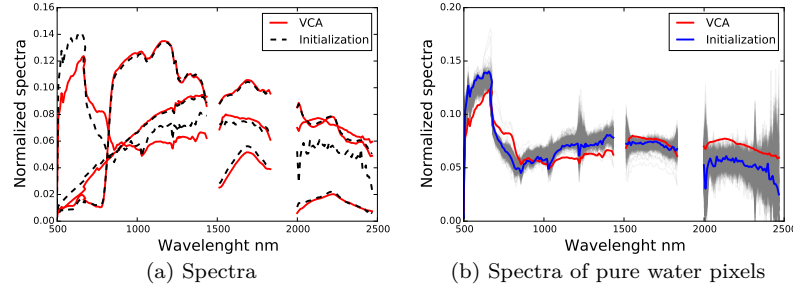 0.16
0.14
0.12
0.10
0.08
0.06
0.04
0.02
0.00
Normalized spectra
VCA
Initialization
500 1000 1500 2000 2500
Wavelenght nm
(a) Spectra
0.20
0.15
0.10
0.05
0.00
Normalized spectra
VCA
Initialization
500 1000 1500 2000 2500
Wavelenght nm
(b) Spectra of pure water pixels